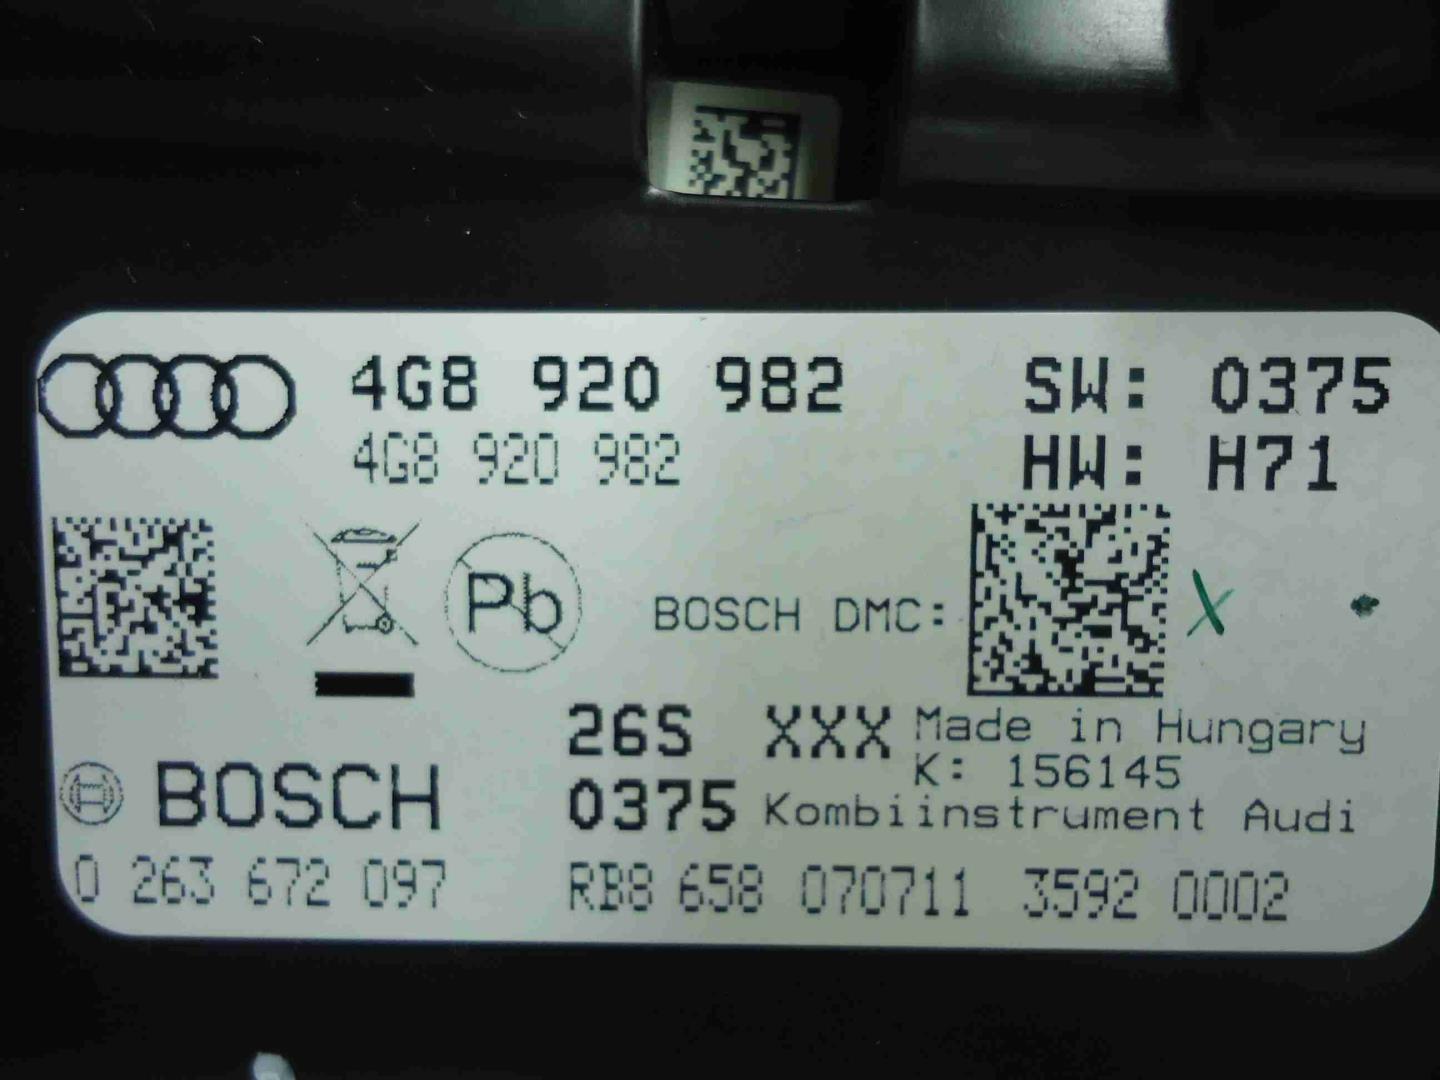 4G8 920 982 SW: 0375
4G8 920 982 HW: H71
Pb BOSCH DMC: X
26S XXX Made in Hungary
K: 156145
BOSCH 0375 Kombiinstrument Audi
0 263 672 097 RB8 658 070711 3592 0002